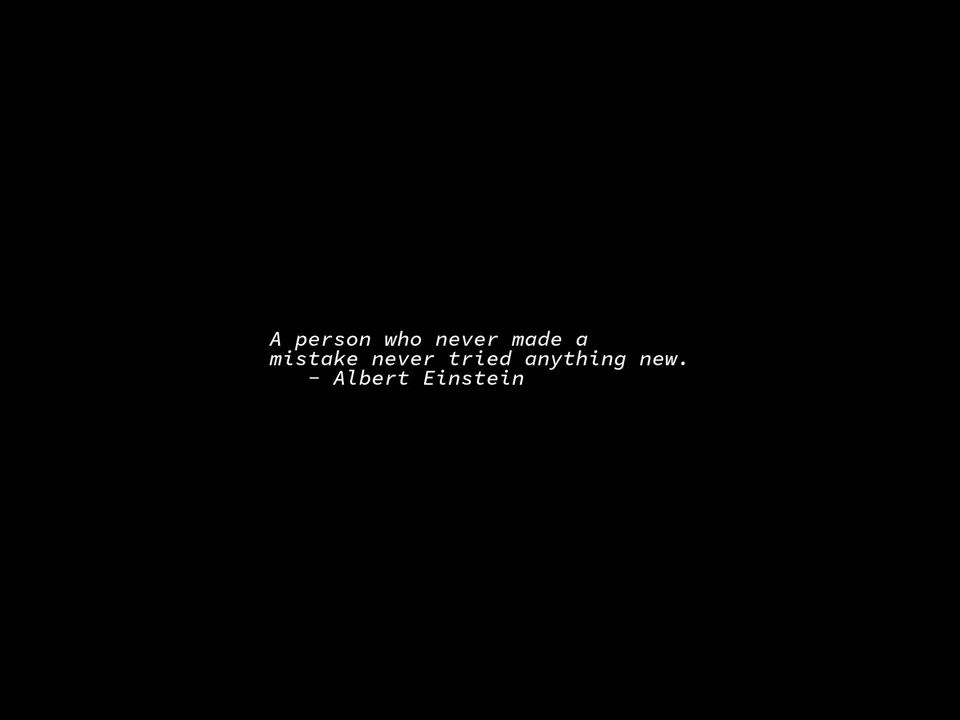 A person who never made a
mistake never tried anything new.
– Albert Einstein